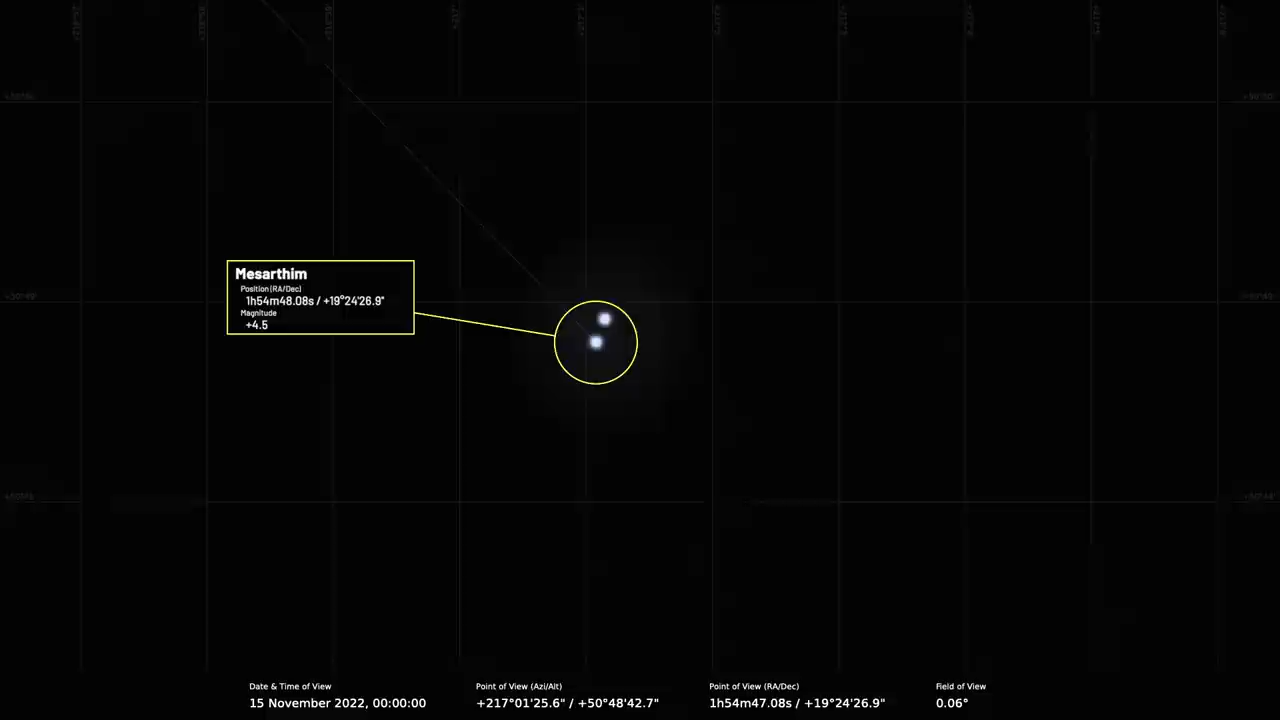 Mesarthim
Position (RA/Dec)
1h54m48.08s / +19°24'26.9"
Magnitude
+4.5
Date & Time of View
15 November 2022, 00:00:00
Point of View (Azi/Alt)
+217°01'25.6" / +50°48'42.7"
Point of View (RA/Dec)
1h54m47.08s / +19°24'26.9"
Field of View
0.06°